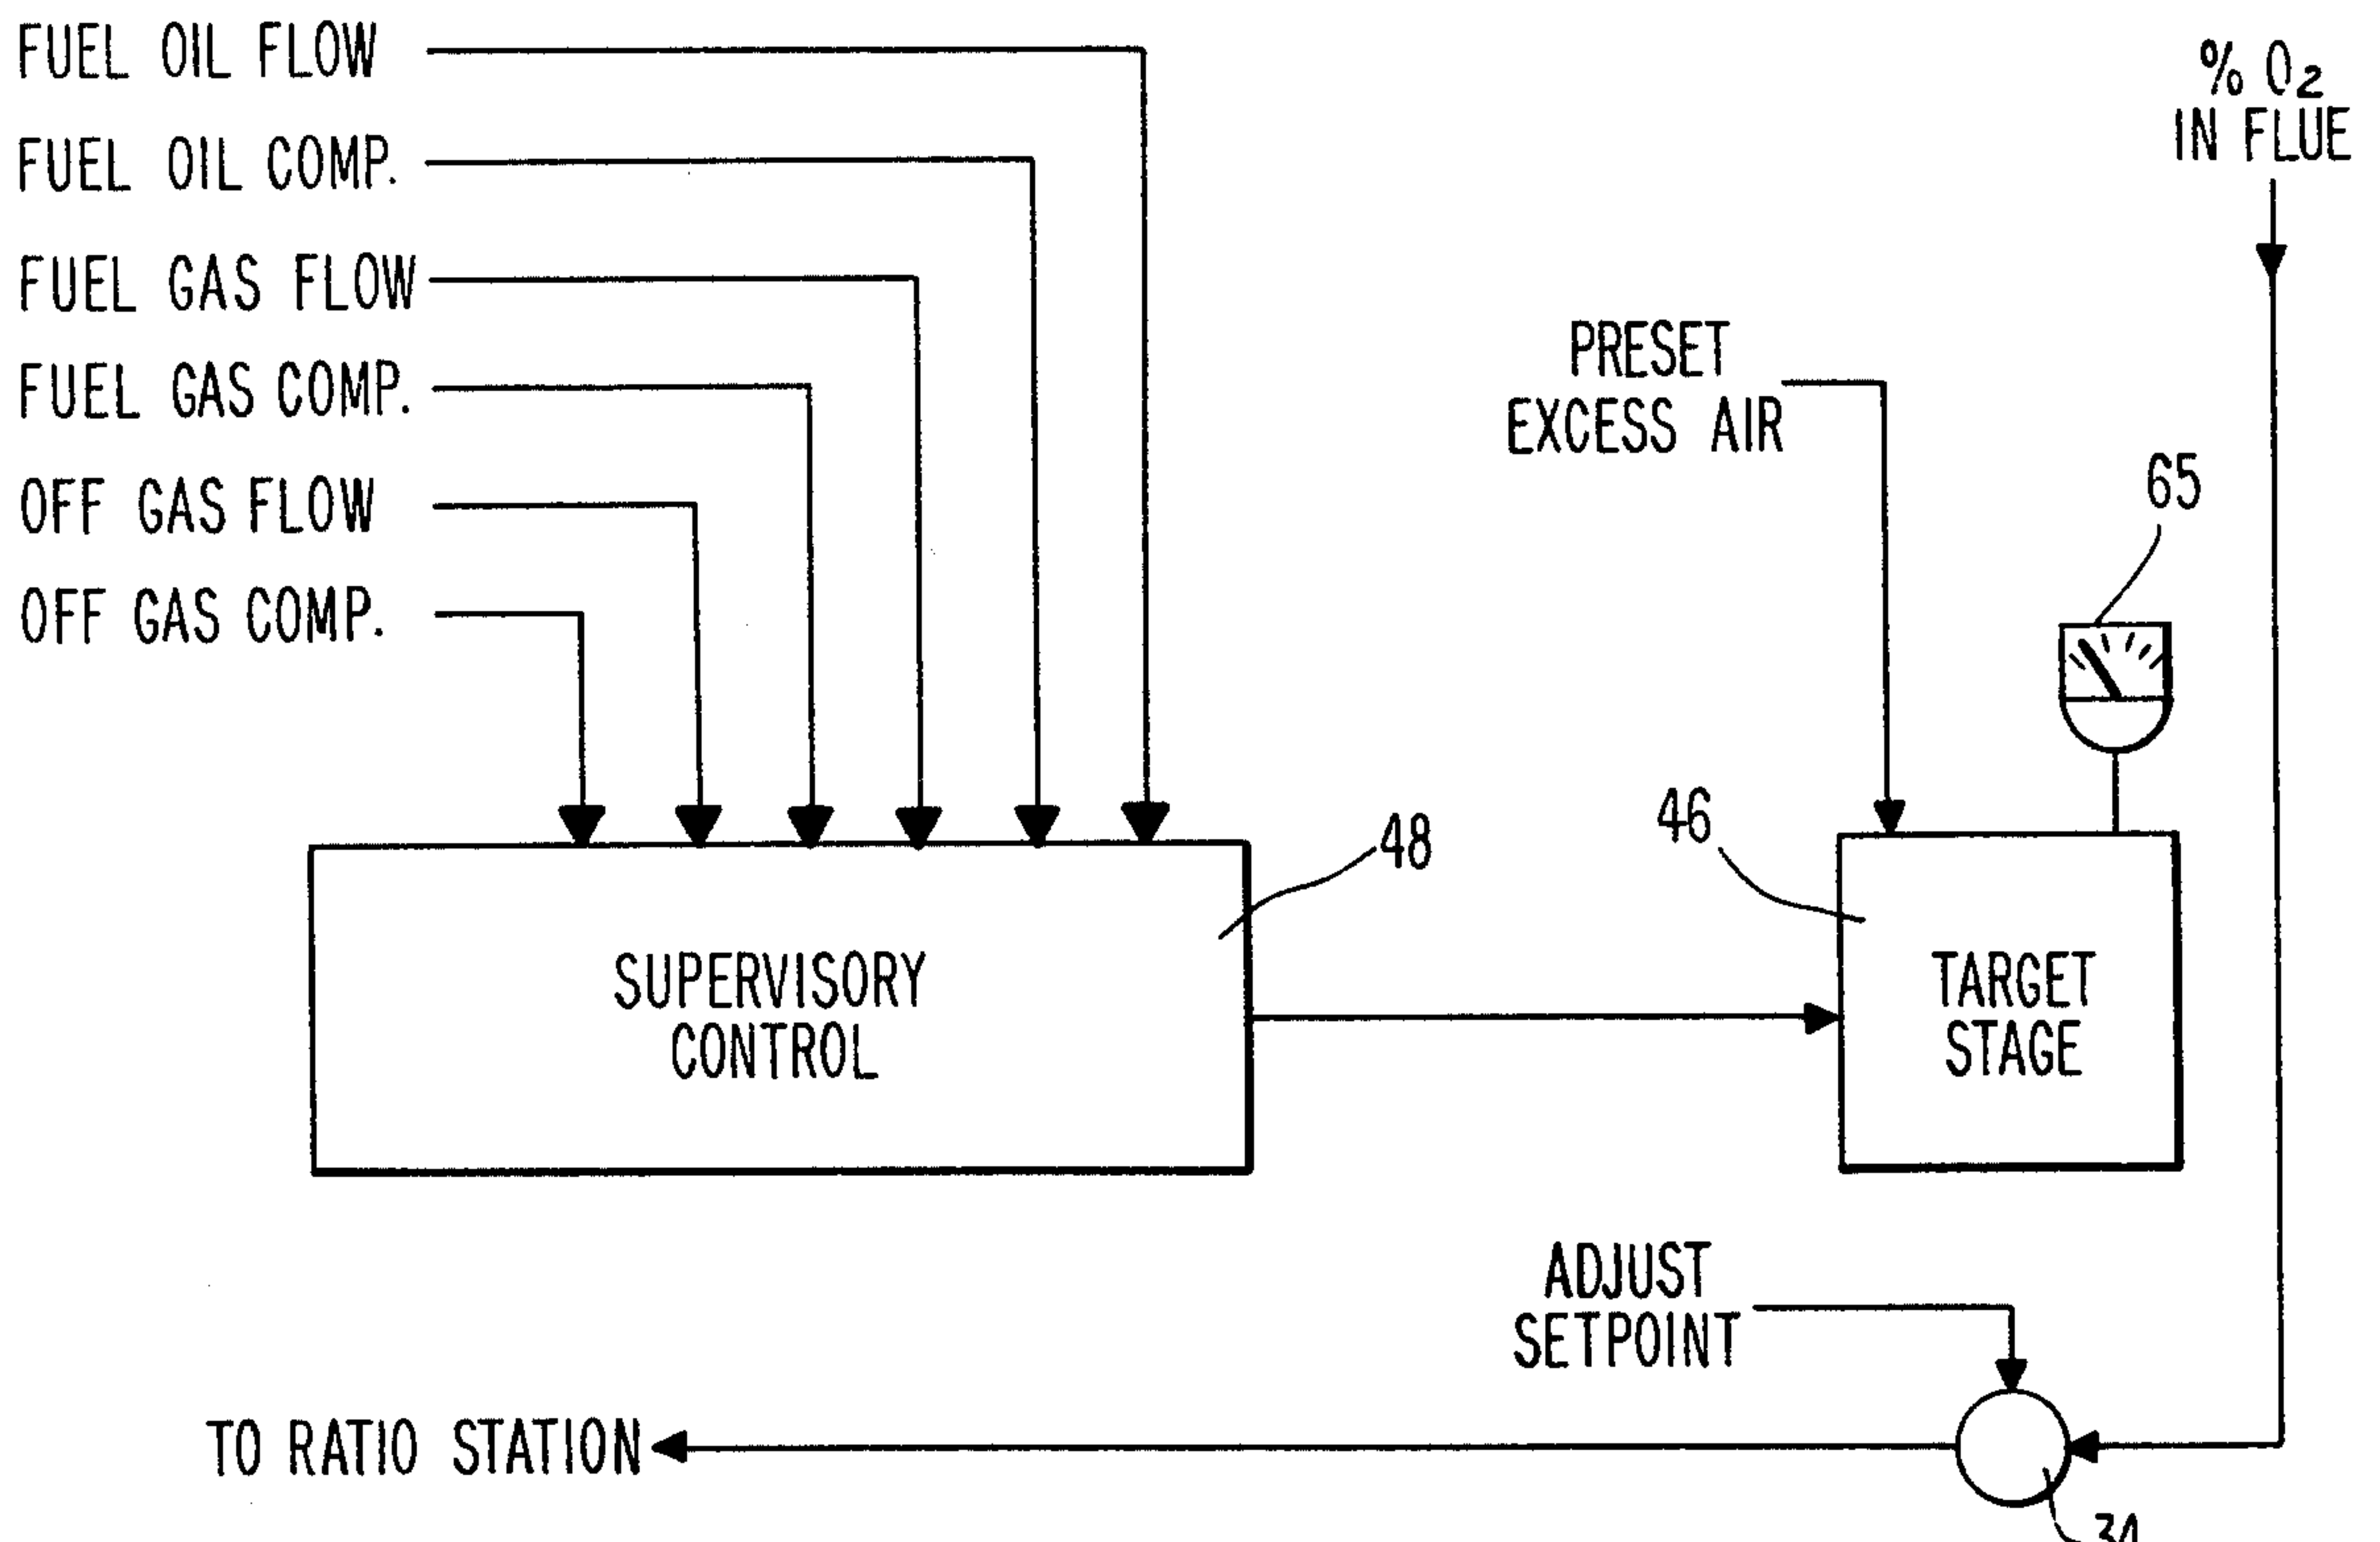 FUEL OIL FLOW
FUEL OIL COMP.
FUEL GAS FLOW
FUEL GAS COMP.
OFF GAS FLOW
OFF GAS COMP.
% O2
IN FLUE
PRESET
EXCESS AIR
65
48
46
SUPERVISORY
CONTROL
TARGET
STAGE
ADJUST
SETPOINT
TO RATIO STATION